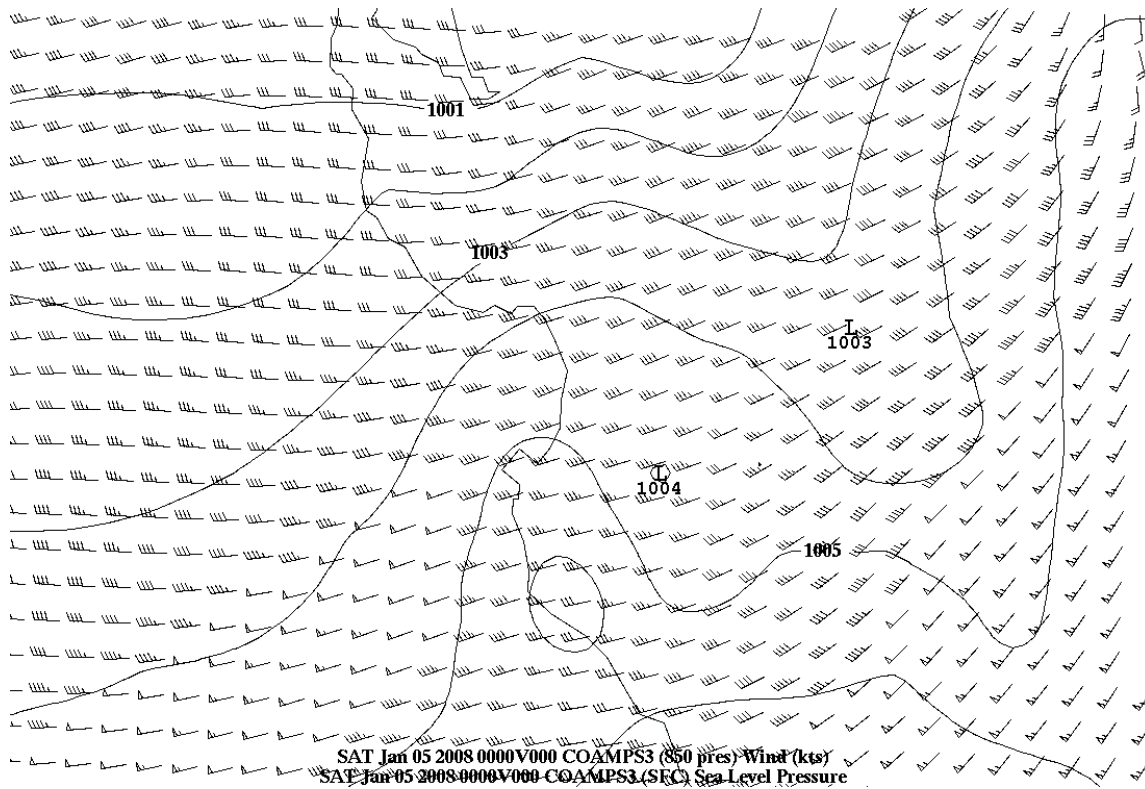 1001
1003
L
1003
L
1004
1005
SAT Jan 05 2008 0000V000 COAMPS3 (850 pres) Wind (kts)
SAT Jan 05 2008 0000V000 COAMPS3 (SFC) Sea Level Pressure